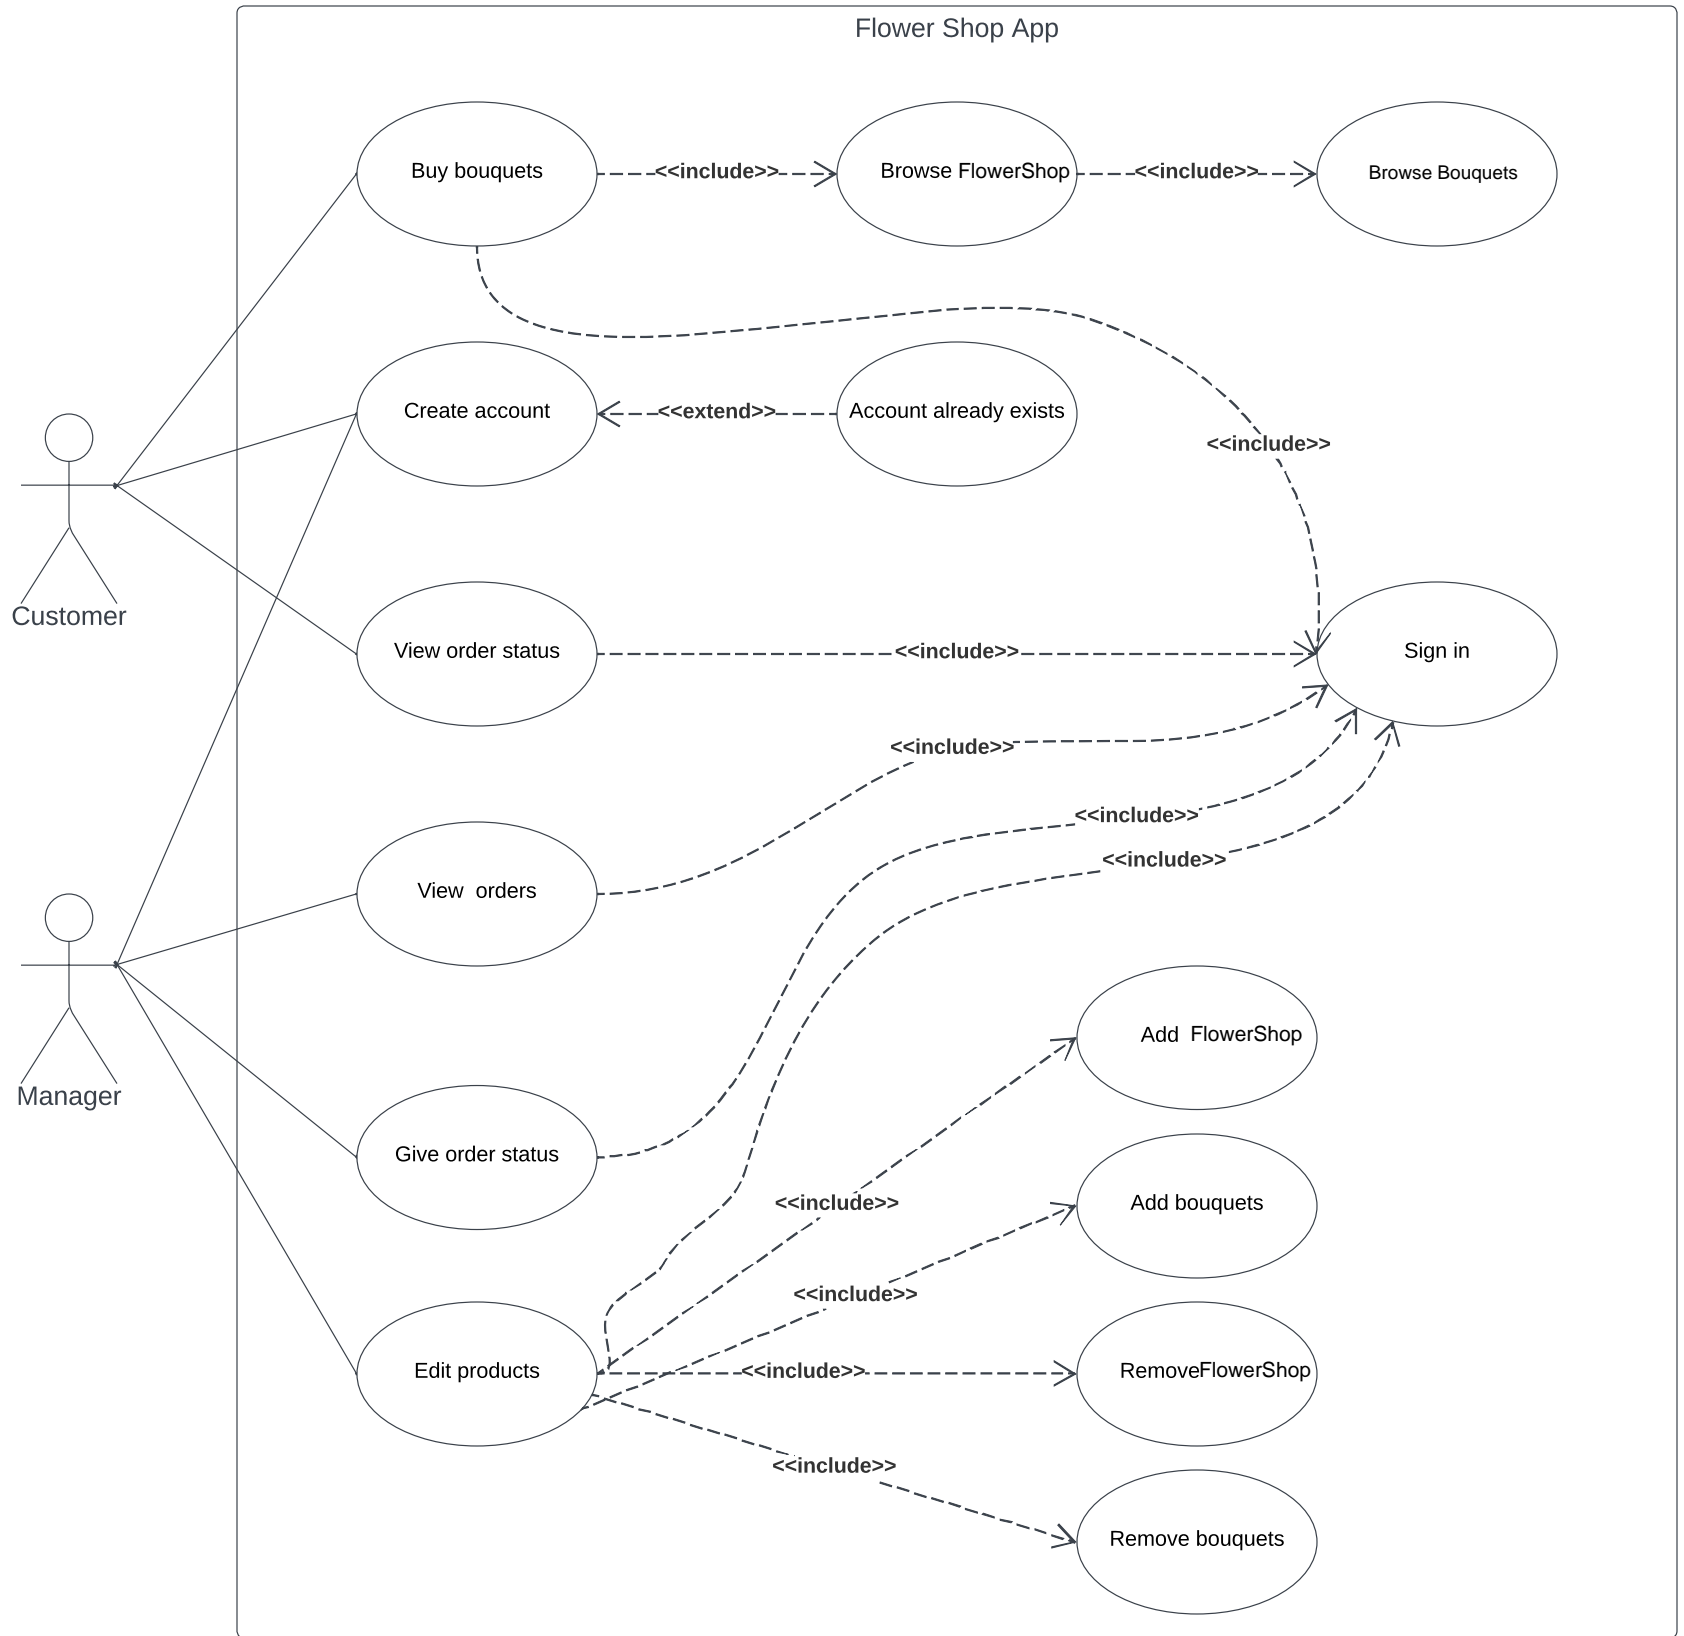 Flower Shop App
Buy bouquets
<<include>>
Browse FlowerShop
<<include>>
Browse Bouquets
Create account
<<extend>>
Account already exists
<<include>>
Customer
View order status
<<include>>
Sign in
<<include>>
<<include>>
<<include>>
View  orders
Manager
Add  FlowerShop
Give order status
<<include>>
Add bouquets
<<include>>
Edit products
<<include>>
RemoveFlowerShop
<<include>>
Remove bouquets